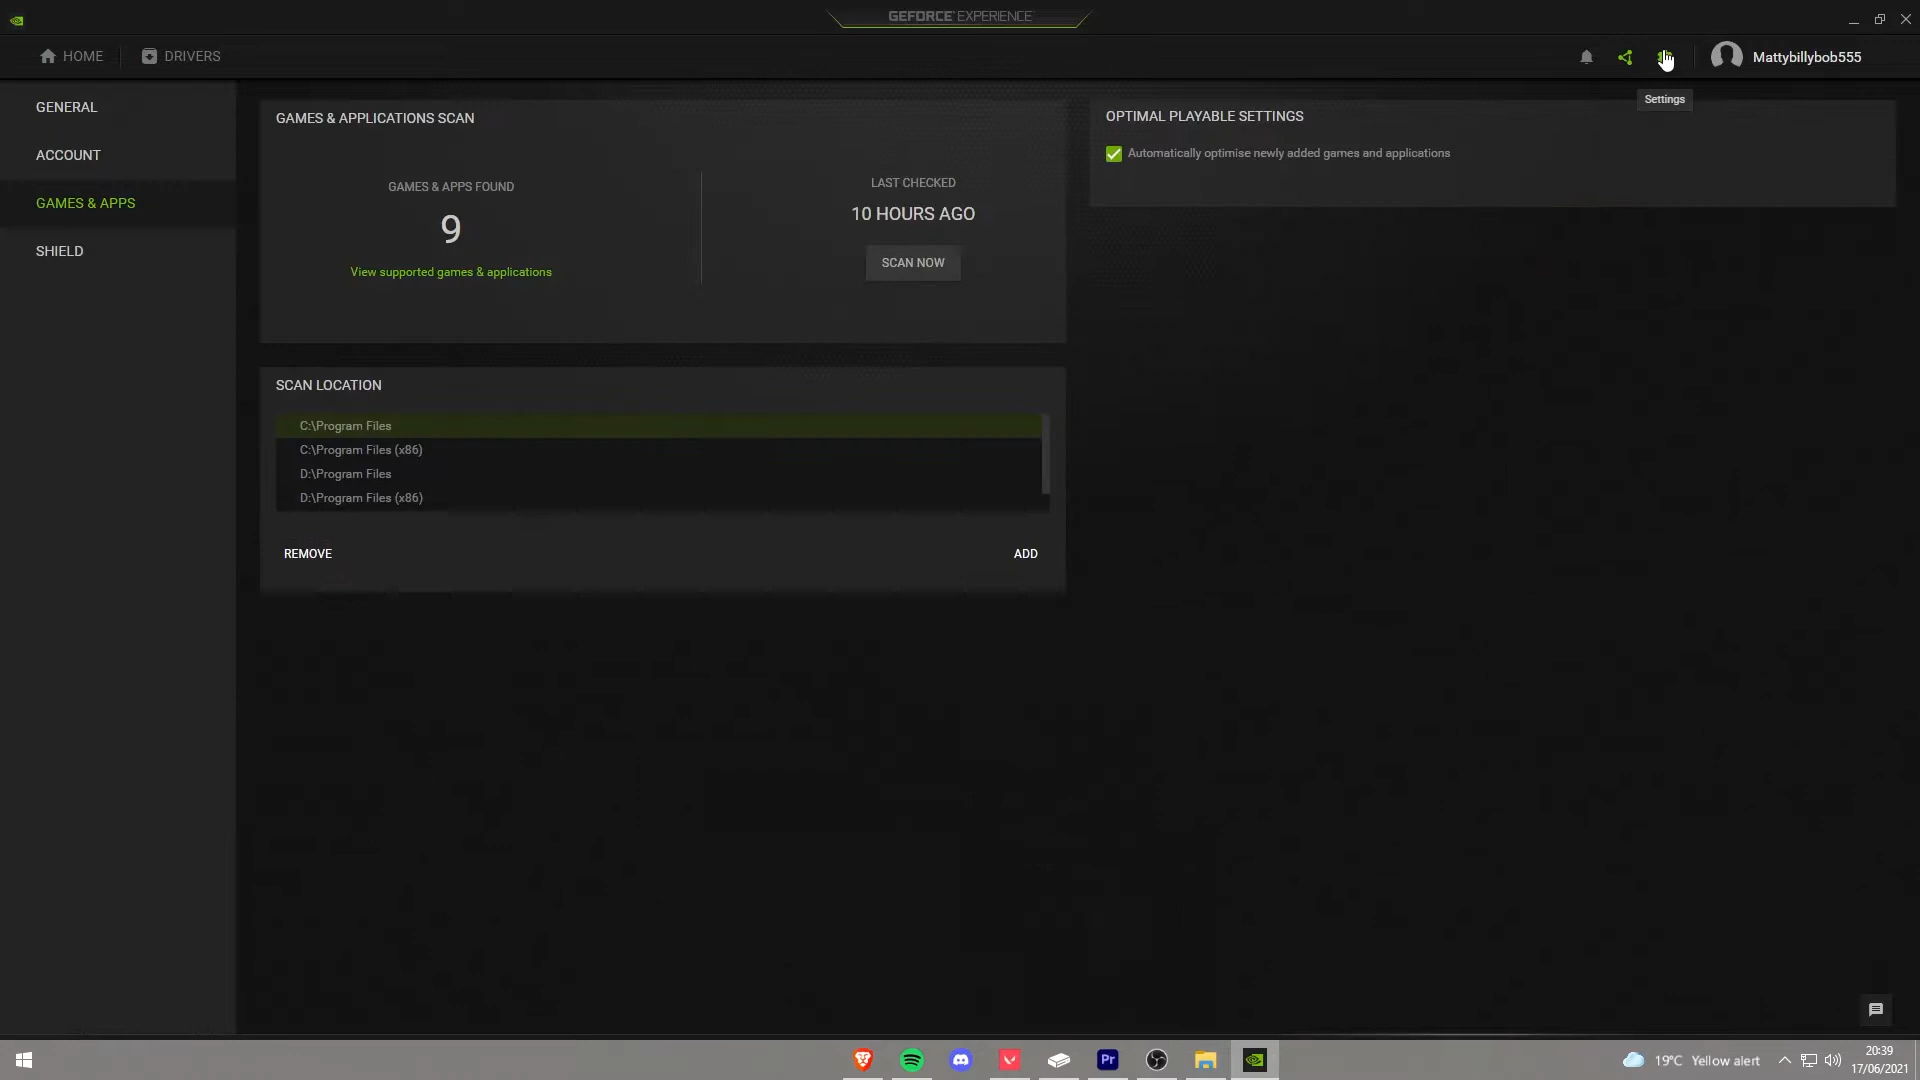 GEFORCE EXPERIENCE
HOME
DRIVERS
Mattybillybob555
Settings
GENERAL
ACCOUNT
GAMES & APPS
SHIELD
GAMES & APPLICATIONS SCAN
GAMES & APPS FOUND
9
View supported games & applications
LAST CHECKED
10 HOURS AGO
SCAN NOW
OPTIMAL PLAYABLE SETTINGS
Automatically optimise newly added games and applications
SCAN LOCATION
C:\Program Files
C:\Program Files (x86)
D:\Program Files
D:\Program Files (x86)
REMOVE
ADD
Pr
19°C Yellow alert
20:39
17/06/2021